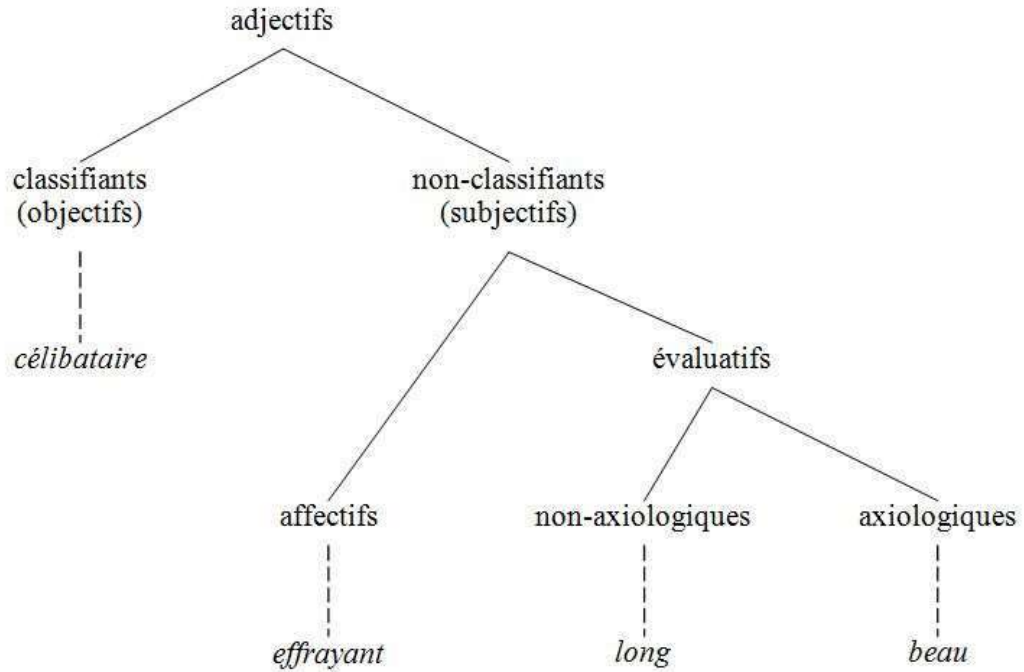 adjectifs
classifiants
(objectifs)
non-classifiants
(subjectifs)
célibataire
évaluatifs
affectifs
non-axiologiques
axiologiques
effrayant
long
beau